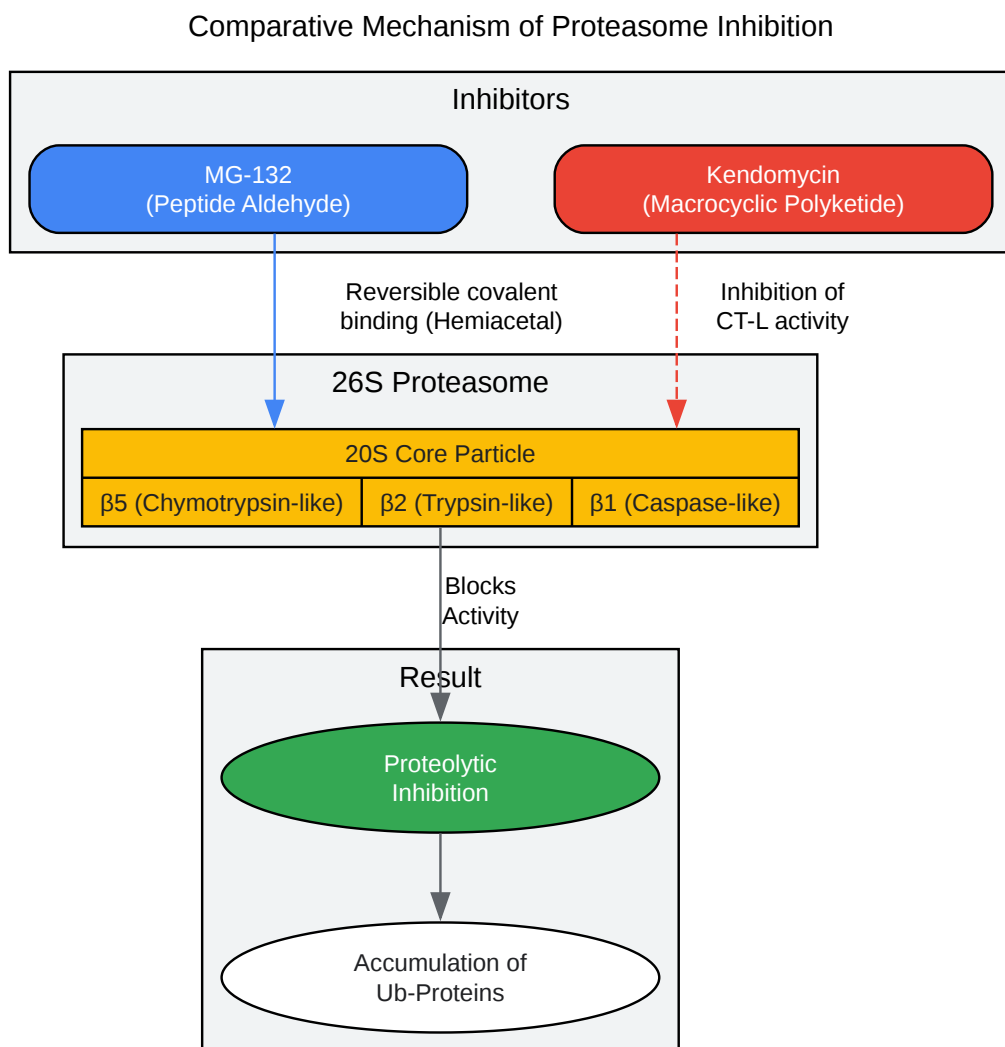 Comparative Mechanism of Proteasome Inhibition
Inhibitors
MG-132
(Peptide Aldehyde)
Kendomycin
(Macrocyclic Polyketide)
Reversible covalent
binding (Hemiacetal)
Inhibition of
CT-L activity
26S Proteasome
20S Core Particle
β5 (Chymotrypsin-like)
β2 (Trypsin-like)
β1 (Caspase-like)
Blocks
Activity
Result
Proteolytic
Inhibition
Accumulation of
Ub-Proteins